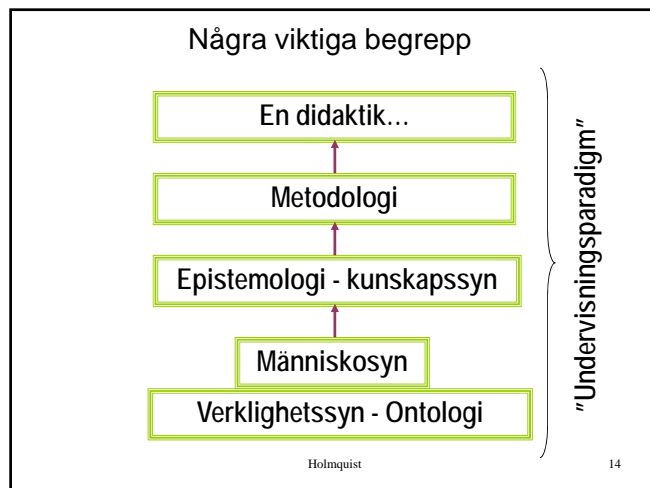 Några viktiga begrepp
En didaktik...
Metodologi
Epistemologi - kunskapssyn
Människosyn
Verklighetssyn - Ontologi
"Undervisningsparadigm"
Holmquist
14